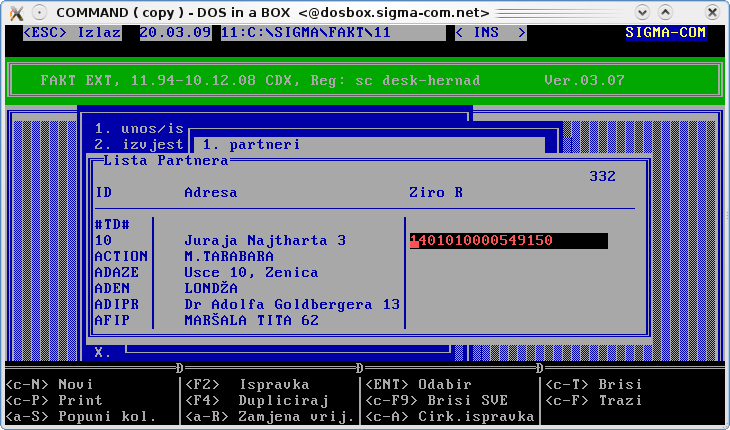 COMMAND ( copy ) - DOS in a BOX <@dosbox.sigma-com.net>
<ESC> Izlaz 20.03.09 11:C:\SIGMA\FAKT\11 < INS > SIGMA-COM
FAKT EXT, 11.94-10.12.08 CDX, Reg: sc desk-hernad Ver.03.07
1. unos/is
2. izvjest 1. partneri
Lista Partnera
332
ID Adresa Ziro R
#TD#
10 Juraja Najtharta 3 1401010000549150
ACTION M.TARABARA
ADAZE Usce 10, Zenica
ADEN LONDŽA
ADIPR Dr Adolfa Goldbergera 13
AFIP MARŠALA TITA 62
X.
D D D
<c-N> Novi <F2> Ispravka <ENT> Odabir <c-T> Brisi
<c-P> Print <F4> Dupliciraj <c-F9> Brisi SVE <c-F> Trazi
<a-S> Popuni kol. <a-R> Zamjena vrij. <c-A> Cirk.ispravka